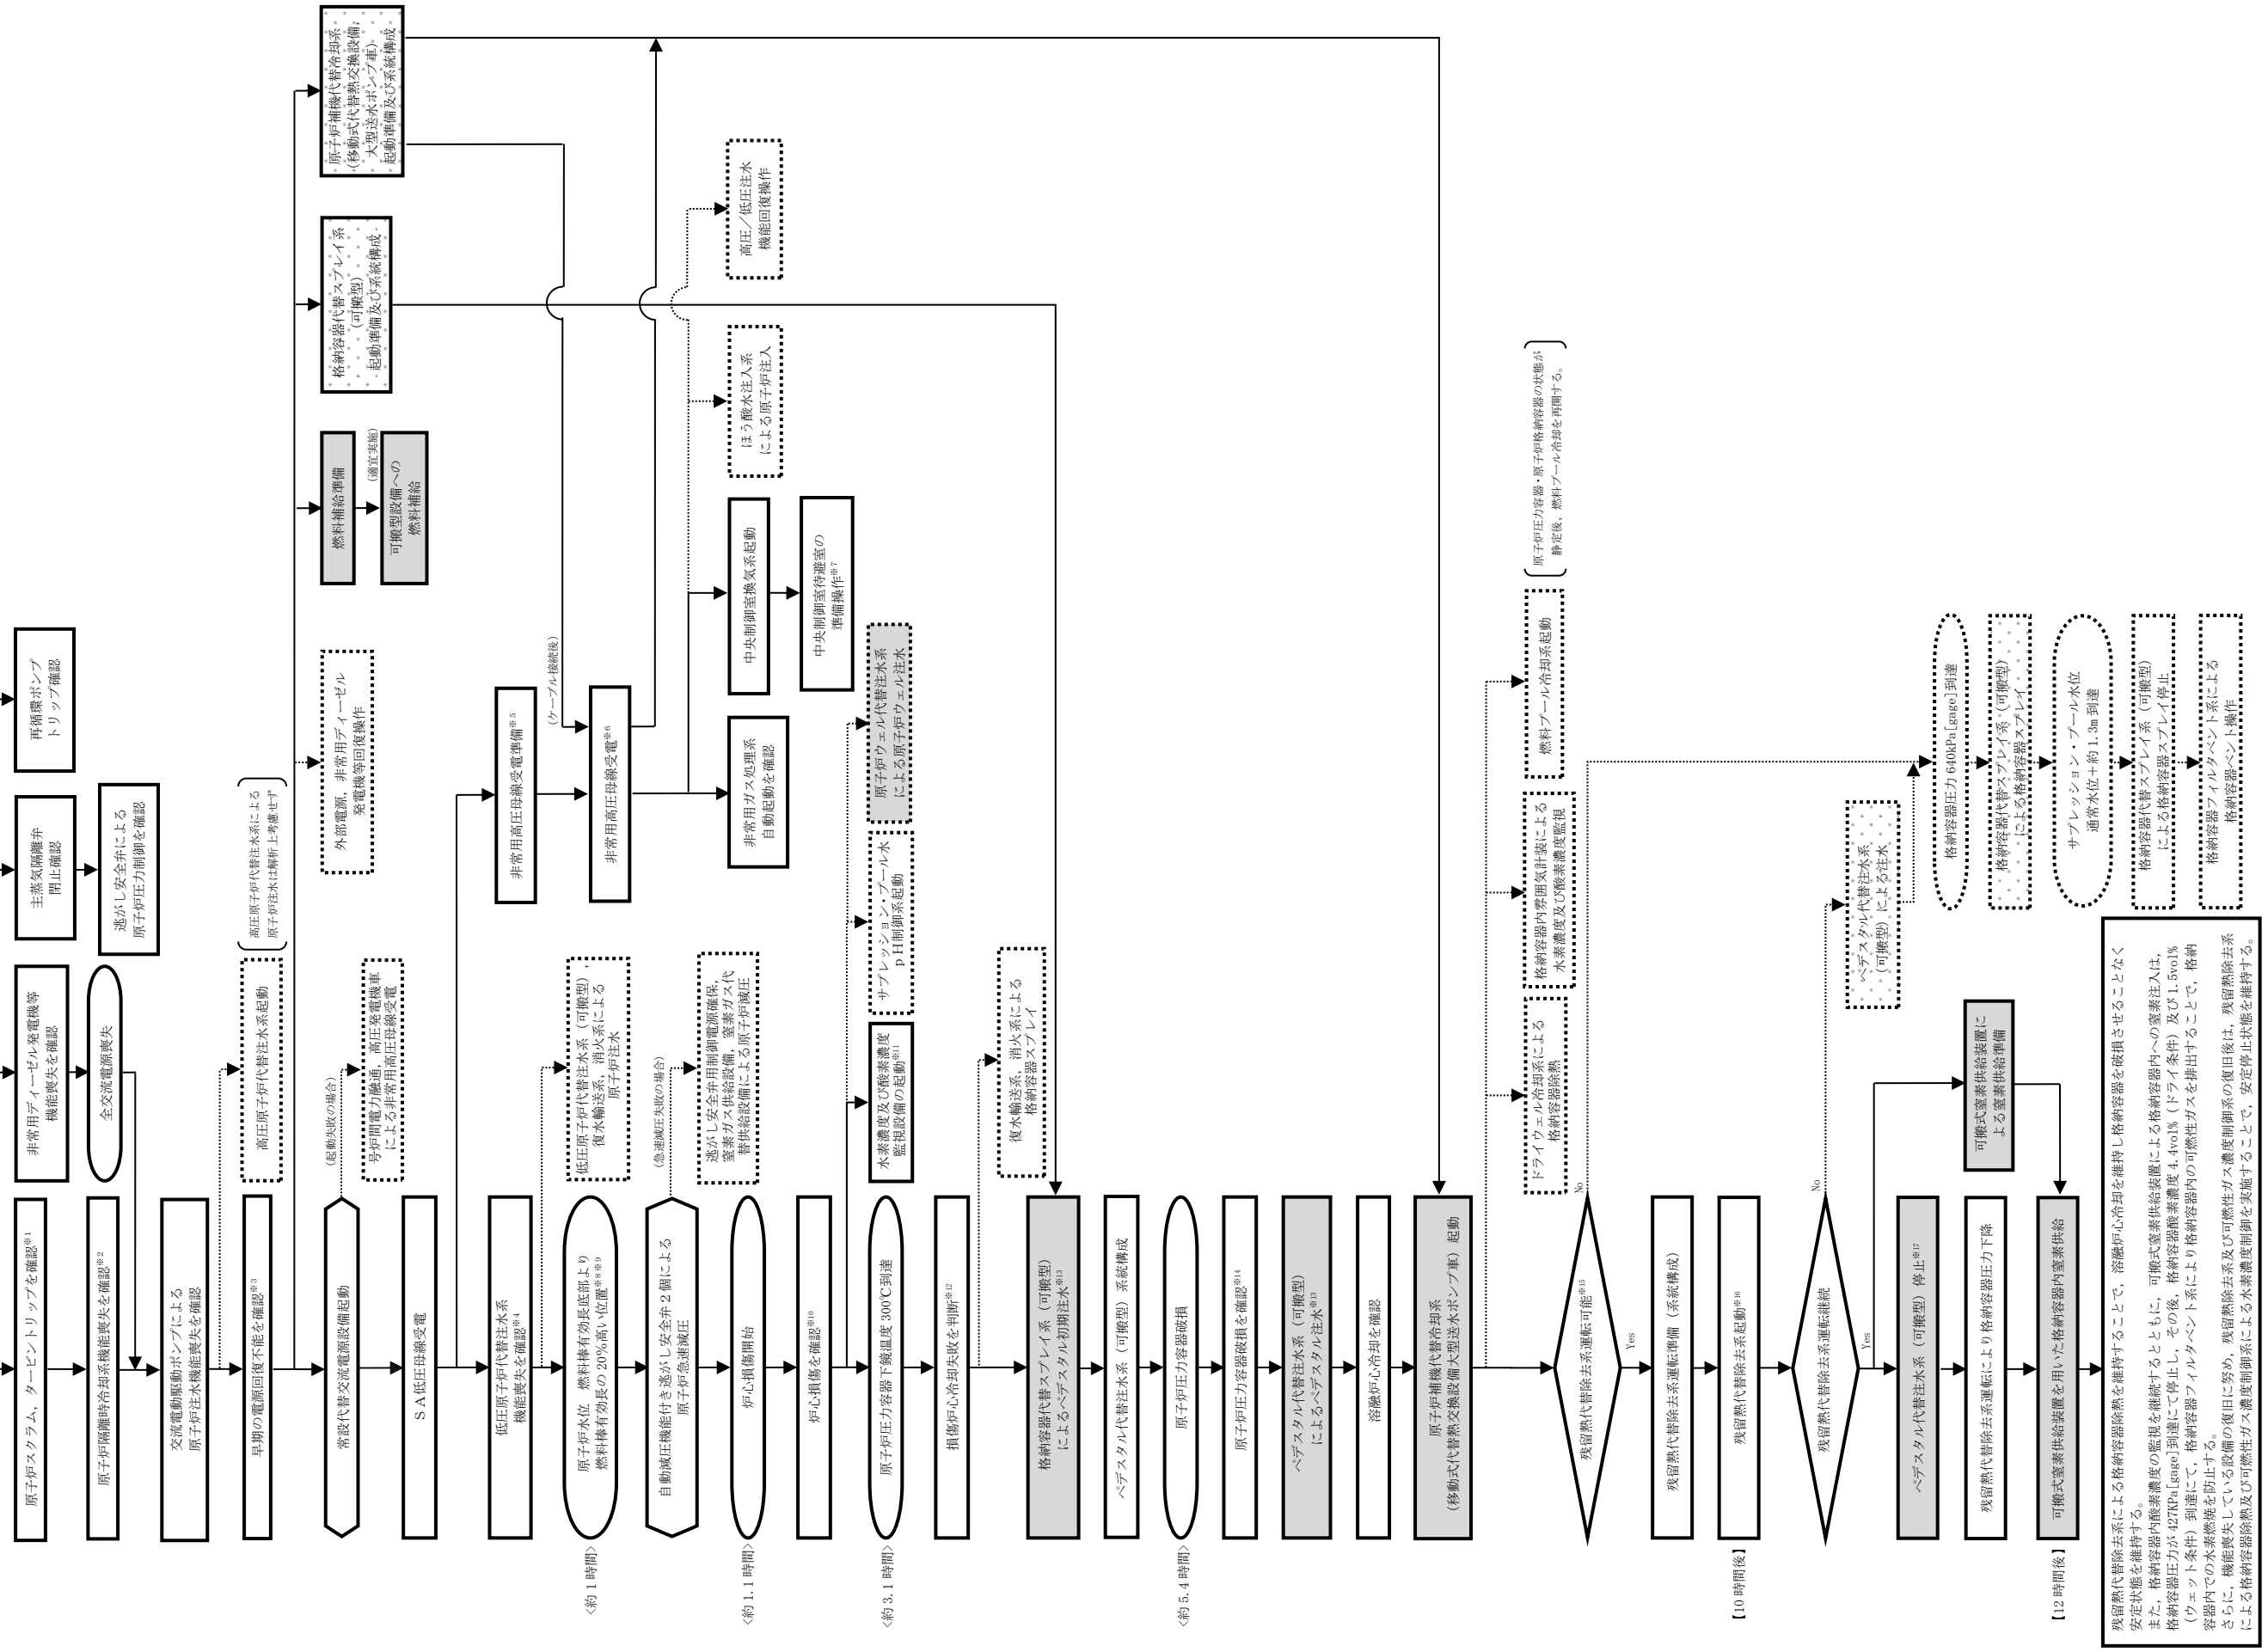 原子炉スクラム，タービントリップを確認※1
非常用ディーゼル発電機等
機能喪失を確認
主蒸気隔離弁
閉止確認
再循環ポンプ
トリップ確認
原子炉隔離時冷却系機能喪失を確認※2
全交流電源喪失
逃がし安全弁による
原子炉圧力制御を確認
交流電動駆動ポンプによる
原子炉注水機能喪失を確認
高圧原子炉代替注水系起動
高圧原子炉代替注水系による
原子炉注水は解析上考慮せず
早期の電源回復不能を確認※3
外部電源，非常用ディーゼル
発電機等回復操作
燃料補給準備
（適宜実施）
可搬型設備への
燃料補給
格納容器代替スプレイ系
（可搬型）
起動準備及び系統構成
原子炉補機代替冷却系
（移動式代替熱交換設備，
大型送水ポンプ車）
起動準備及び系統構成
常設代替交流電源設備起動
（起動失敗の場合）
号炉間電力融通，高圧発電機車
による非常用高圧母線受電
ＳＡ低圧母線受電
非常用高圧母線受電準備※5
（ケーブル接続後）
非常用高圧母線受電※6
低圧原子炉代替注水系
機能喪失を確認※4
低圧原子炉代替注水系（可搬型），
復水輸送系，消火系による
原子炉注水
<約 1 時間>
原子炉水位　燃料棒有効長底部より
燃料棒有効長の20%高い位置※8※9
自動減圧機能付き逃がし安全弁２個による
原子炉急速減圧
（急速減圧失敗の場合）
逃がし安全弁用制御電源確保，
窒素ガス供給設備，窒素ガス代
替供給設備による原子炉減圧
非常用ガス処理系
自動起動を確認
中央制御室換気系起動
中央制御室待避室の
準備操作※7
ほう酸水注入系
による原子炉注入
高圧／低圧注水
機能回復操作
<約 1.1 時間>
炉心損傷開始
炉心損傷を確認※10
水素濃度及び酸素濃度
監視設備の起動※11
サプレッション・プール水
ｐＨ制御系起動
原子炉ウェル代替注水系
による原子炉ウェル注水
<約 3.1 時間>
原子炉圧力容器下鏡温度 300℃到達
損傷炉心冷却失敗を判断※12
復水輸送系，消火系による
格納容器スプレイ
格納容器代替スプレイ系（可搬型）
によるペデスタル初期注水※13
ペデスタル代替注水系（可搬型）系統構成
<約 5.4 時間>
原子炉圧力容器破損
原子炉圧力容器破損を確認※14
ペデスタル代替注水系（可搬型）
によるペデスタル注水※13
溶融炉心冷却を確認
原子炉補機代替冷却系
（移動式代替熱交換設備大型送水ポンプ車）起動
ドライウェル冷却系による
格納容器除熱
格納容器内雰囲気計装による
水素濃度及び酸素濃度監視
燃料プール冷却系起動
原子炉圧力容器・原子炉格納容器の状態が
静定後，燃料プール冷却を再開する。
残留熱代替除去系運転可能※15
No
Yes
残留熱代替除去系運転準備（系統構成）
【10 時間後】
残留熱代替除去系起動※16
残留熱代替除去系運転継続
No
Yes
ペデスタル代替注水系
（可搬型）による注水
ペデスタル代替注水系（可搬型）停止※17
残留熱代替除去系運転により格納容器圧力下降
可搬式窒素供給装置に
よる窒素供給準備
【12 時間後】
可搬式窒素供給装置を用いた格納容器内窒素供給
格納容器圧力 640kPa[gage]到達
格納容器代替スプレイ系（可搬型）
による格納容器スプレイ
サプレッション・プール水位
通常水位＋約 1.3m 到達
格納容器代替スプレイ系（可搬型）
による格納容器スプレイ停止
格納容器フィルタベント系による
格納容器ベント操作
残留熱代替除去系による格納容器除熱を維持することで，溶融炉心冷却を維持し格納容器を破損させることなく
安定状態を維持する。
また，格納容器内酸素濃度の監視を継続するとともに，可搬式窒素供給装置による格納容器内への窒素注入は，
格納容器圧力が 427KPa[gage]到達にて停止し，その後，格納容器酸素濃度 4.4vol%（ドライ条件）及び 1.5vol%
（ウェット条件）到達にて，格納容器フィルタベント系により格納容器内の可燃性ガスを排出することで，格納
容器内での水素燃焼を防止する。
さらに，機能喪失している設備の復旧に努め，残留熱除去系及び可燃性ガス濃度制御系の復旧後は，残留熱除去系
による格納容器除熱及び可燃性ガス濃度制御系による水素濃度制御を実施することで，安定停止状態を維持する。